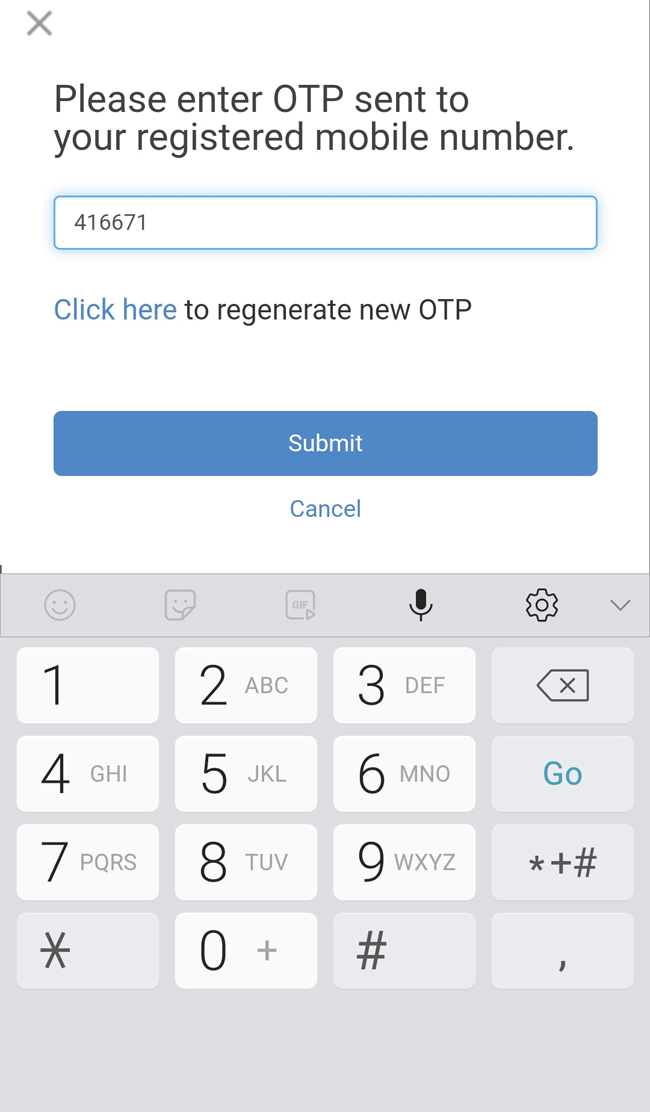 Please enter OTP sent to
your registered mobile number.
416671
Click here to regenerate new OTP
Submit
Cancel
GIF
1 2 ABC 3 DEF
4 GHI 5 JKL 6 MNO Go
7 PQRS 8 TUV 9 WXYZ *+#
* 0 + # ,